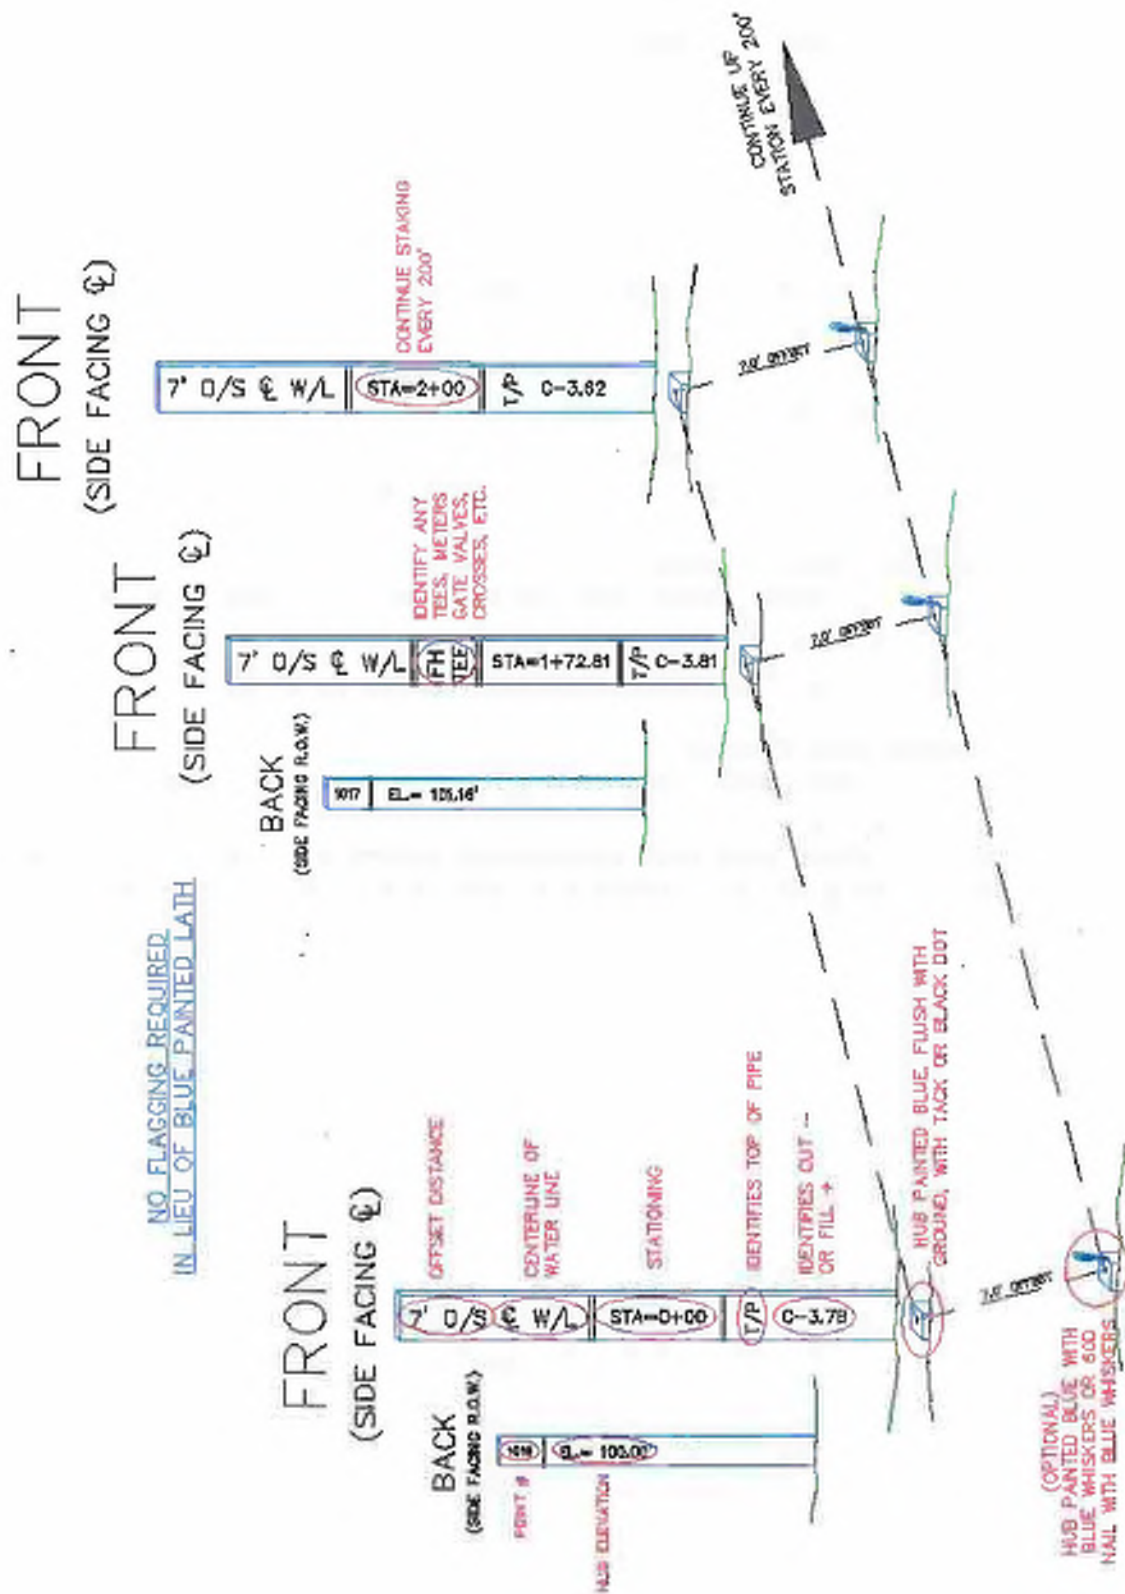 NO FLAGGING REQUIRED
IN LIEU OF BLUE PAINTED LATH
BACK
(SIDE FACING R.O.W.)
POINT #
EL.= 100.00'
HUB ELEVATION
FRONT
(SIDE FACING ℄)
7' O/S ℄ W/L
STA=0+00
T/P
C-3.78
OFFSET DISTANCE
CENTERLINE OF
WATER LINE
STATIONING
IDENTIFIES TOP OF PIPE
IDENTIFIES CUT --
OR FILL +
HUB PAINTED BLUE, FLUSH WITH
GROUND, WITH TACK OR BLACK DOT
7.0' OFFSET
(OPTIONAL)
HUB PAINTED BLUE WITH
BLUE WHISKERS OR 60D
NAIL WITH BLUE WHISKERS
BACK
(SIDE FACING R.O.W.)
1017
EL.= 101.16'
FRONT
(SIDE FACING ℄)
7' O/S ℄ W/L
FH
TEE
STA=1+72.81
T/P C-3.81
IDENTIFY ANY
TEES, METERS
GATE VALVES,
CROSSES, ETC.
7.0' OFFSET
FRONT
(SIDE FACING ℄)
7' O/S ℄ W/L
STA=2+00
T/P C-3.62
CONTINUE STAKING
EVERY 200'
7.0' OFFSET
CONTINUE UP
STATION EVERY 200'